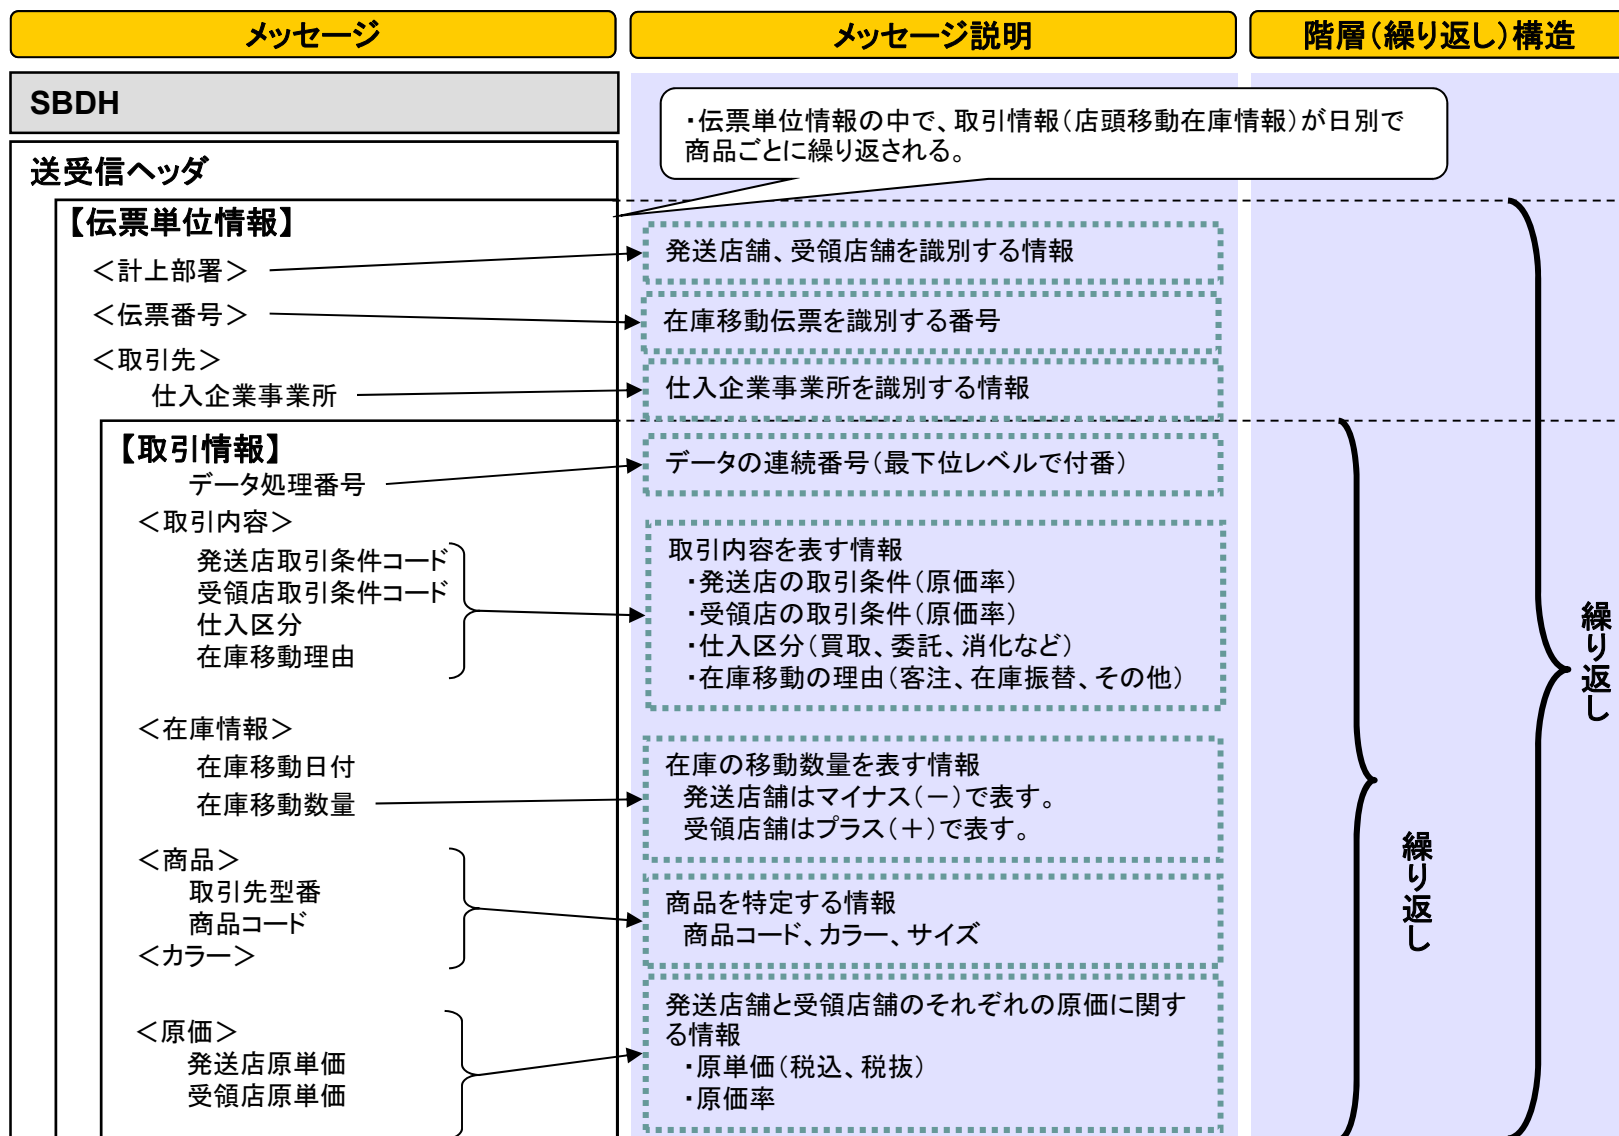 メッセージ
メッセージ説明
階層（繰り返し）構造
SBDH
・伝票単位情報の中で、取引情報（店頭移動在庫情報）が日別で
商品ごとに繰り返される。
送受信ヘッダ
【伝票単位情報】
＜計上部署＞
発送店舗、受領店舗を識別する情報
＜伝票番号＞
在庫移動伝票を識別する番号
＜取引先＞
仕入企業事業所
仕入企業事業所を識別する情報
【取引情報】
データ処理番号
データの連続番号（最下位レベルで付番）
＜取引内容＞
発送店取引条件コード
受領店取引条件コード
仕入区分
在庫移動理由
取引内容を表す情報
・発送店の取引条件（原価率）
・受領店の取引条件（原価率）
・仕入区分（買取、委託、消化など）
・在庫移動の理由（客注、在庫振替、その他）
＜在庫情報＞
在庫移動日付
在庫移動数量
在庫の移動数量を表す情報
発送店舗はマイナス（－）で表す。
受領店舗はプラス（＋）で表す。
＜商品＞
取引先型番
商品コード
＜カラー＞
商品を特定する情報
商品コード、カラー、サイズ
＜原価＞
発送店原単価
受領店原単価
発送店舗と受領店舗のそれぞれの原価に関す
る情報
・原単価（税込、税抜）
・原価率
繰り返し
繰り返し